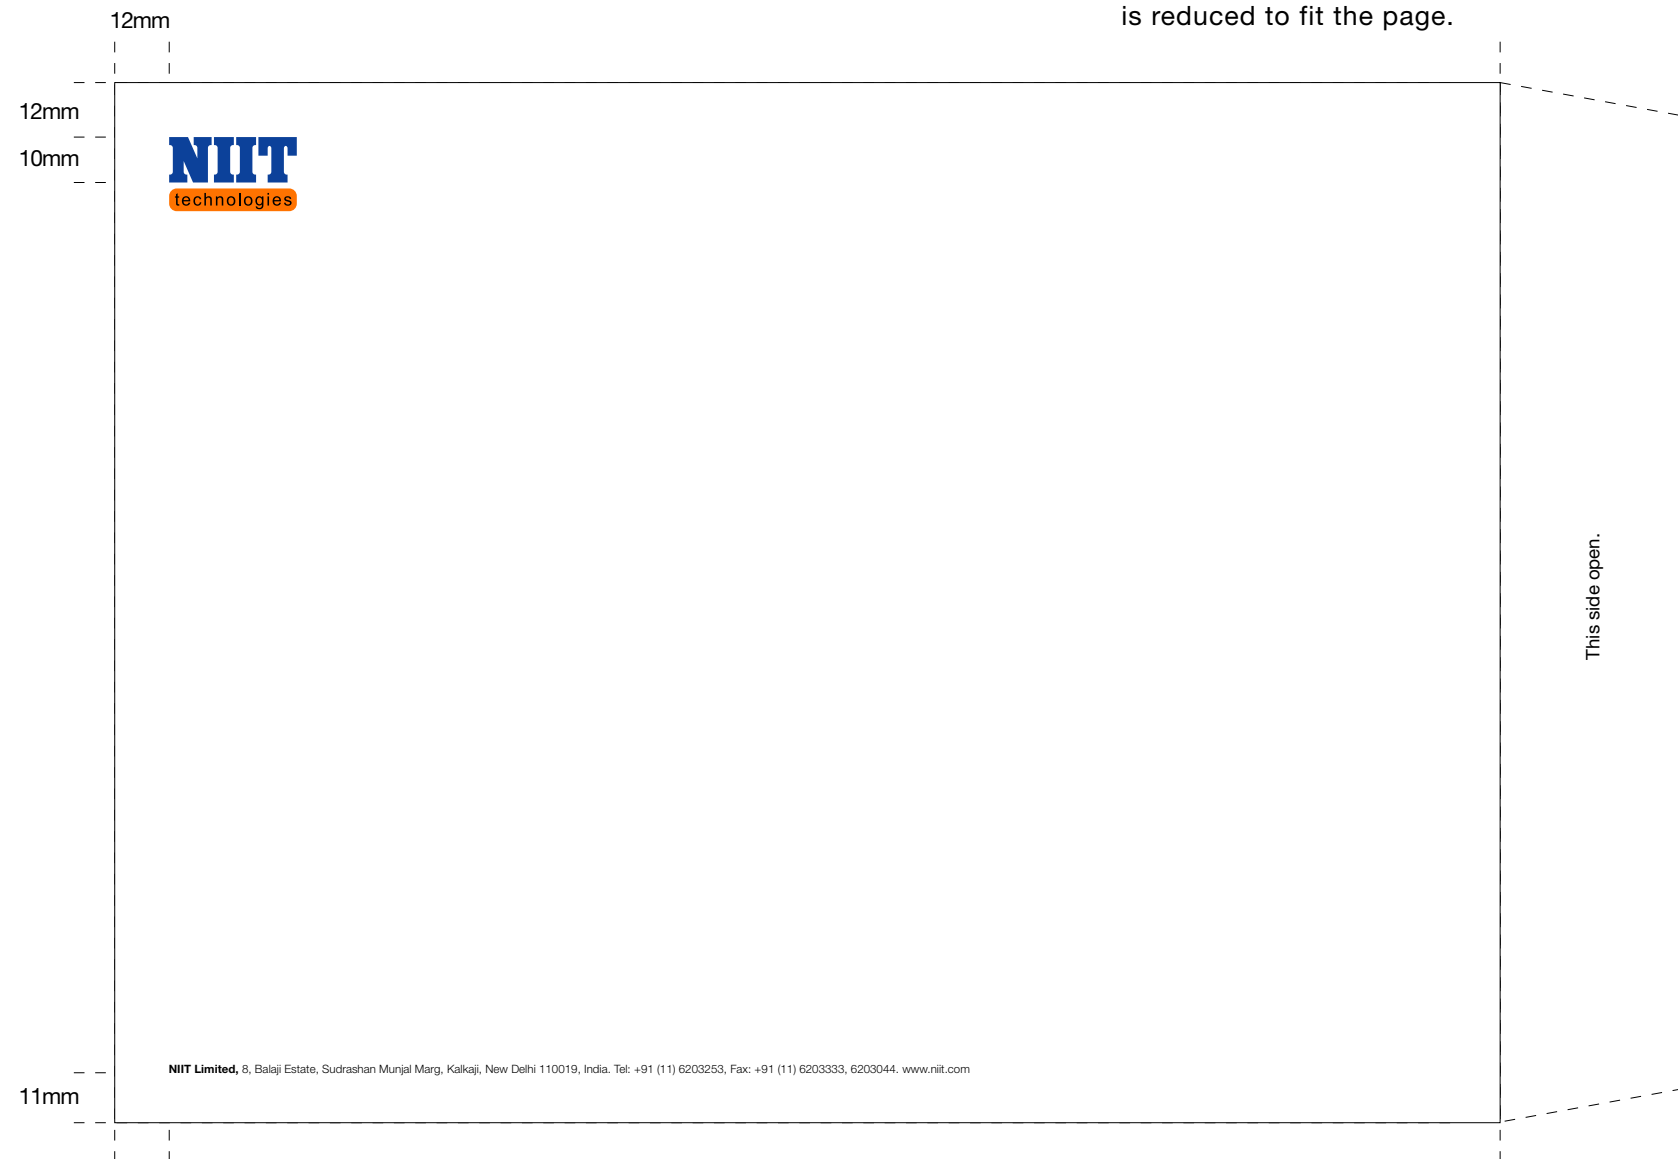 12mm
is reduced to fit the page.
12mm
10mm
NIIT
technologies
This side open.
NIIT Limited, 8, Balaji Estate, Sudrashan Munjal Marg, Kalkaji, New Delhi 110019, India. Tel: +91 (11) 6203253, Fax: +91 (11) 6203333, 6203044. www.niit.com
11mm